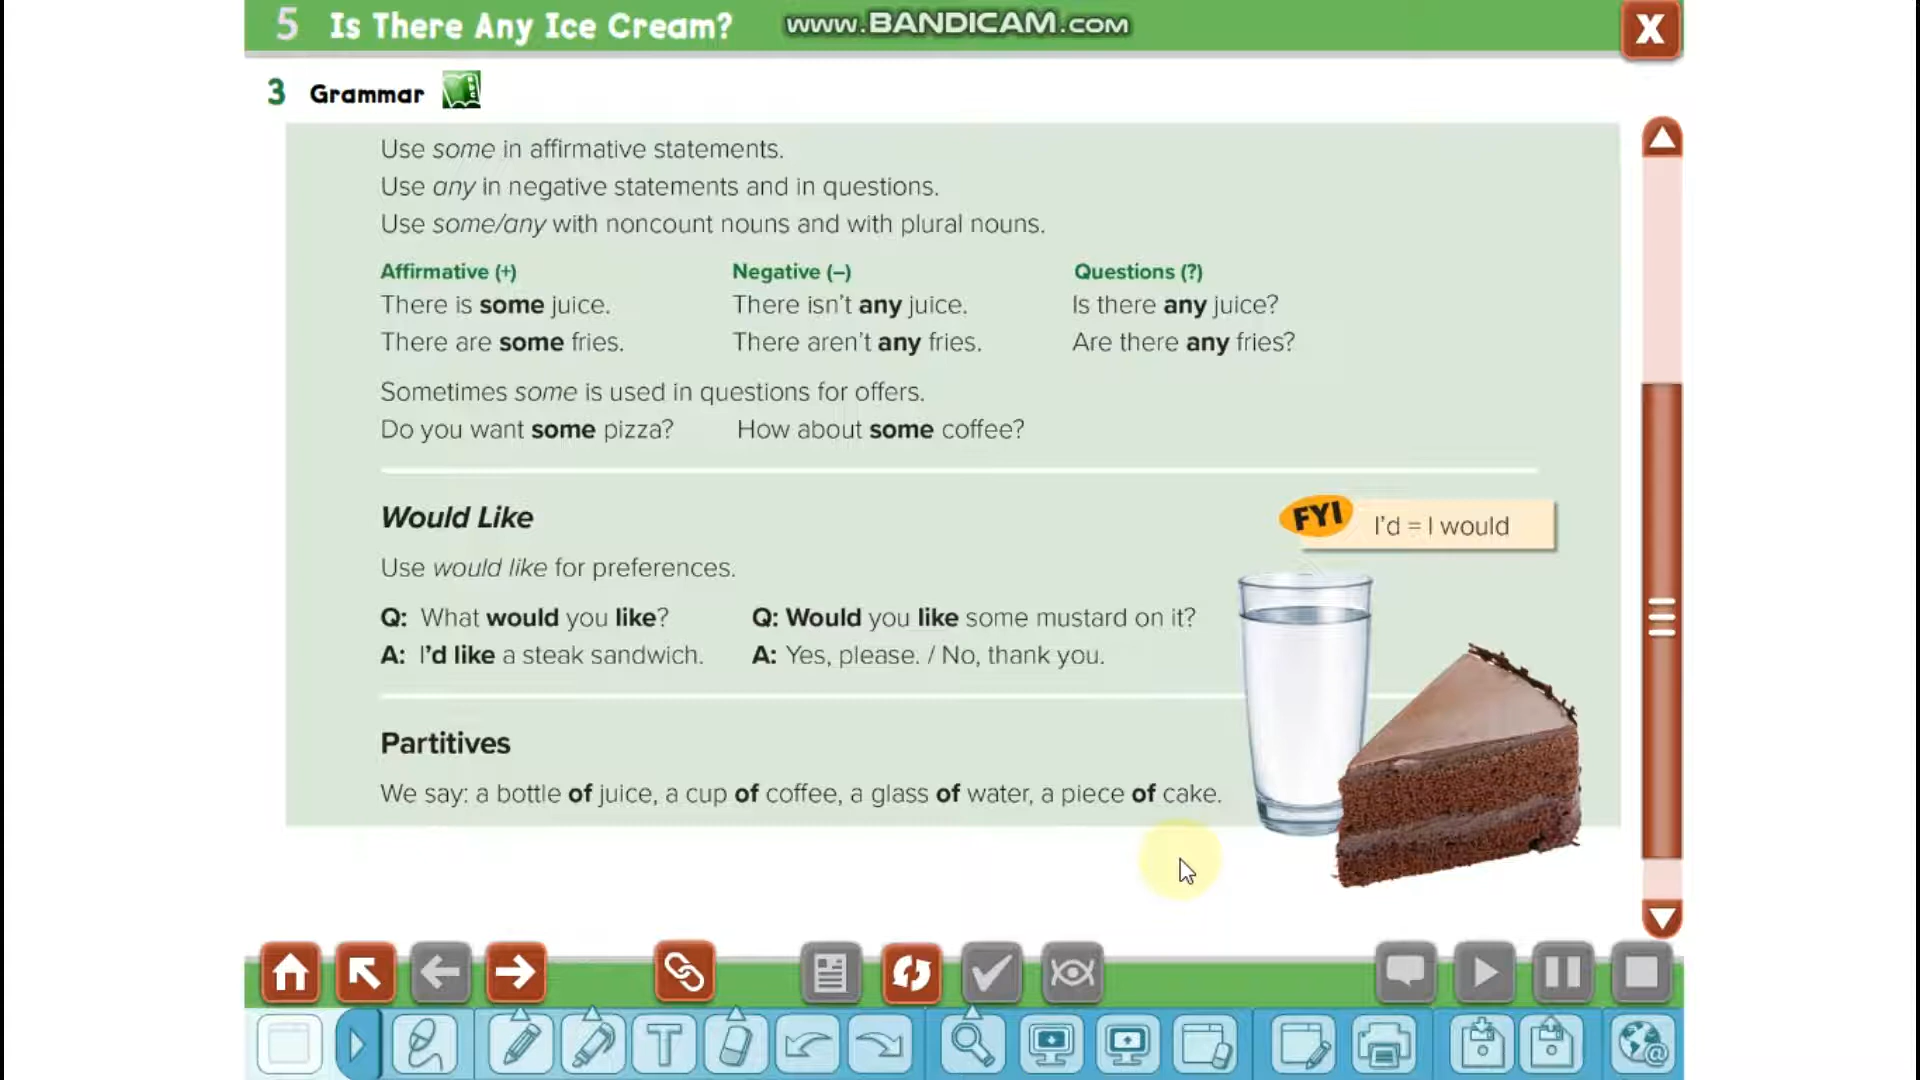 5 Is There Any Ice Cream?
www.BANDICAM.com
X
3 Grammar
Use some in affirmative statements.
Use any in negative statements and in questions.
Use some/any with noncount nouns and with plural nouns.
Affirmative (+) Negative (–) Questions (?)
There is some juice. There isn't any juice. Is there any juice?
There are some fries. There aren't any fries. Are there any fries?
Sometimes some is used in questions for offers.
Do you want some pizza? How about some coffee?
Would Like
FYI I'd = I would
Use would like for preferences.
Q: What would you like? Q: Would you like some mustard on it?
A: I'd like a steak sandwich. A: Yes, please. / No, thank you.
Partitives
We say: a bottle of juice, a cup of coffee, a glass of water, a piece of cake.
T
@